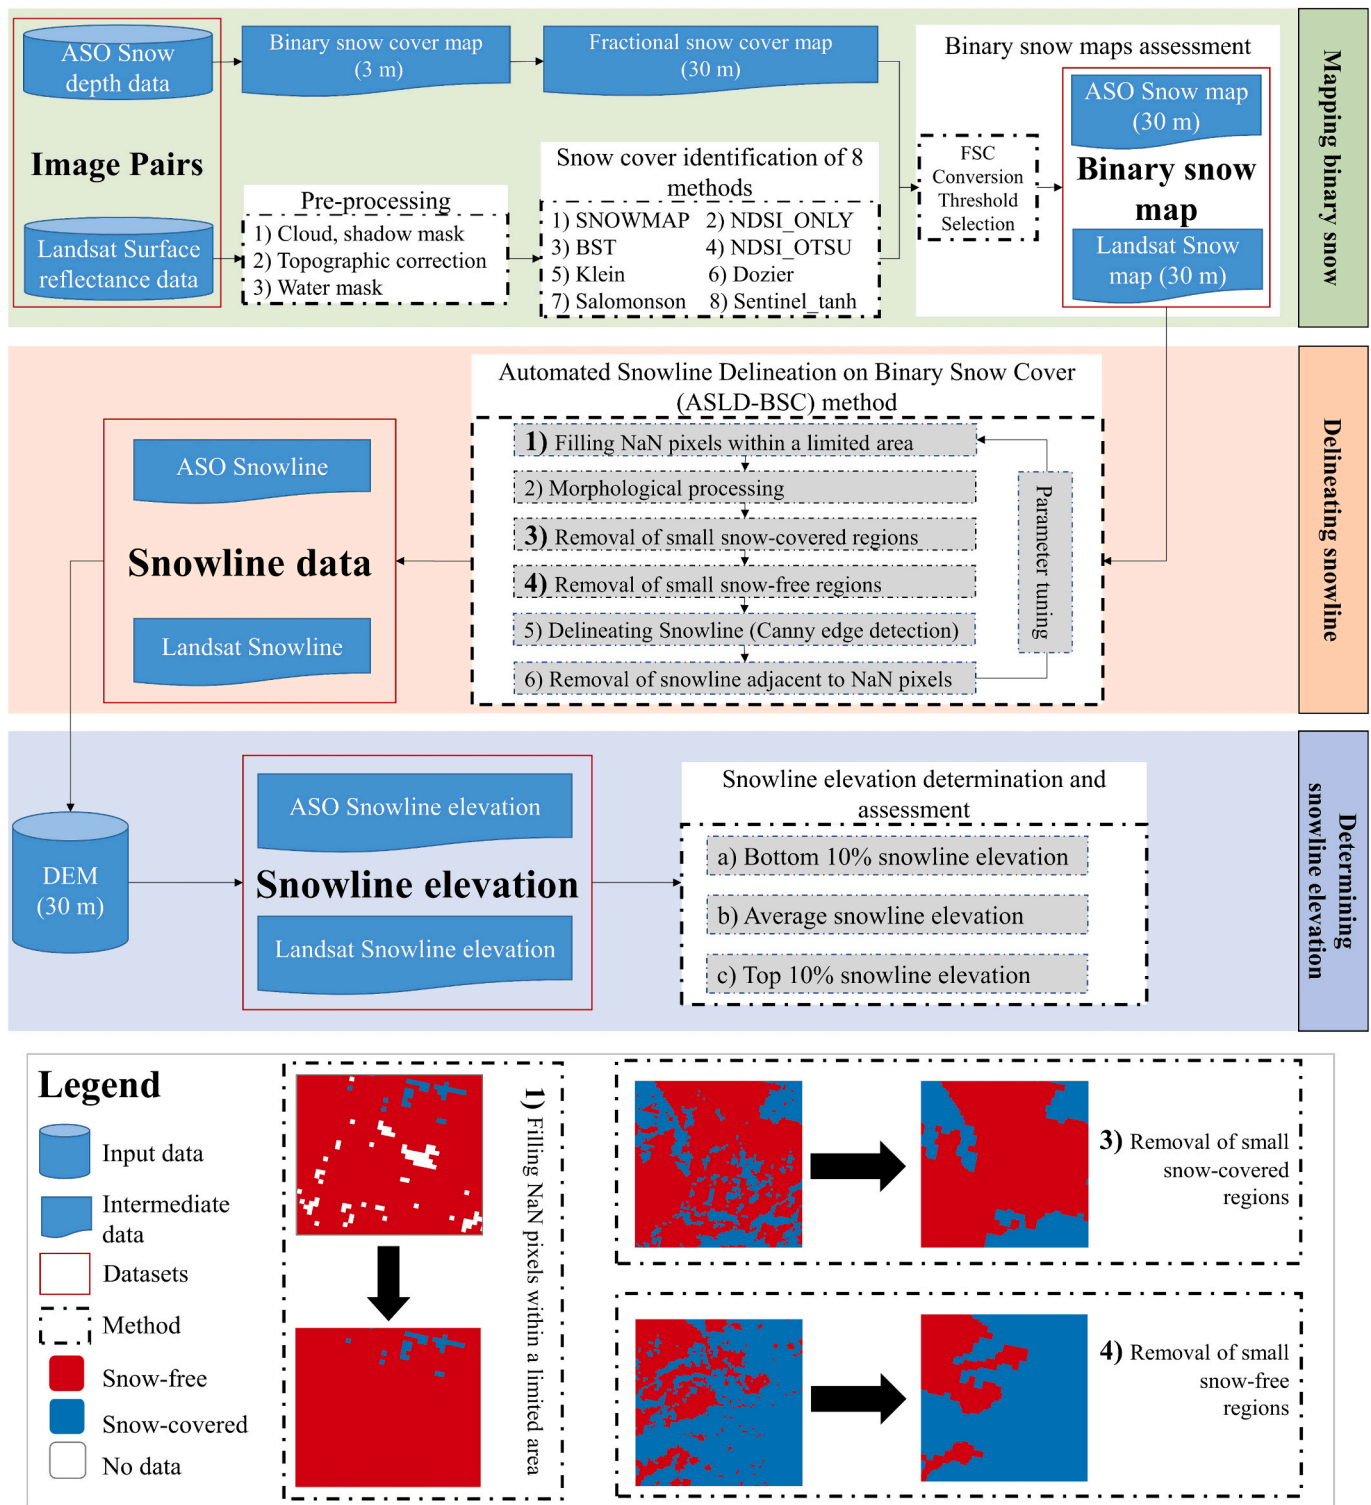 ASO Snow
depth data
Binary snow cover map
(3 m)
Fractional snow cover map
(30 m)
Image Pairs
Landsat Surface
reflectance data
Pre-processing
1) Cloud, shadow mask
2) Topographic correction
3) Water mask
Snow cover identification of 8
methods
1) SNOWMAP 2) NDSI_ONLY
3) BST 4) NDSI_OTSU
5) Klein 6) Dozier
7) Salomonson 8) Sentinel_tanh
Binary snow maps assessment
FSC
Conversion
Threshold
Selection
ASO Snow map
(30 m)
Binary snow
map
Landsat Snow
map (30 m)
Mapping binary snow
Automated Snowline Delineation on Binary Snow Cover
(ASLD-BSC) method
1) Filling NaN pixels within a limited area
2) Morphological processing
3) Removal of small snow-covered regions
4) Removal of small snow-free regions
5) Delineating Snowline (Canny edge detection)
6) Removal of snowline adjacent to NaN pixels
Parameter tuning
ASO Snowline
Snowline data
Landsat Snowline
Delineating snowline
DEM
(30 m)
ASO Snowline elevation
Snowline elevation
Landsat Snowline elevation
Snowline elevation determination and
assessment
a) Bottom 10% snowline elevation
b) Average snowline elevation
c) Top 10% snowline elevation
Determining
snowline elevation
Legend
Input data
Intermediate
data
Datasets
Method
Snow-free
Snow-covered
No data
1) Filling NaN pixels within a limited area
3) Removal of small
snow-covered
regions
4) Removal of small
snow-free
regions